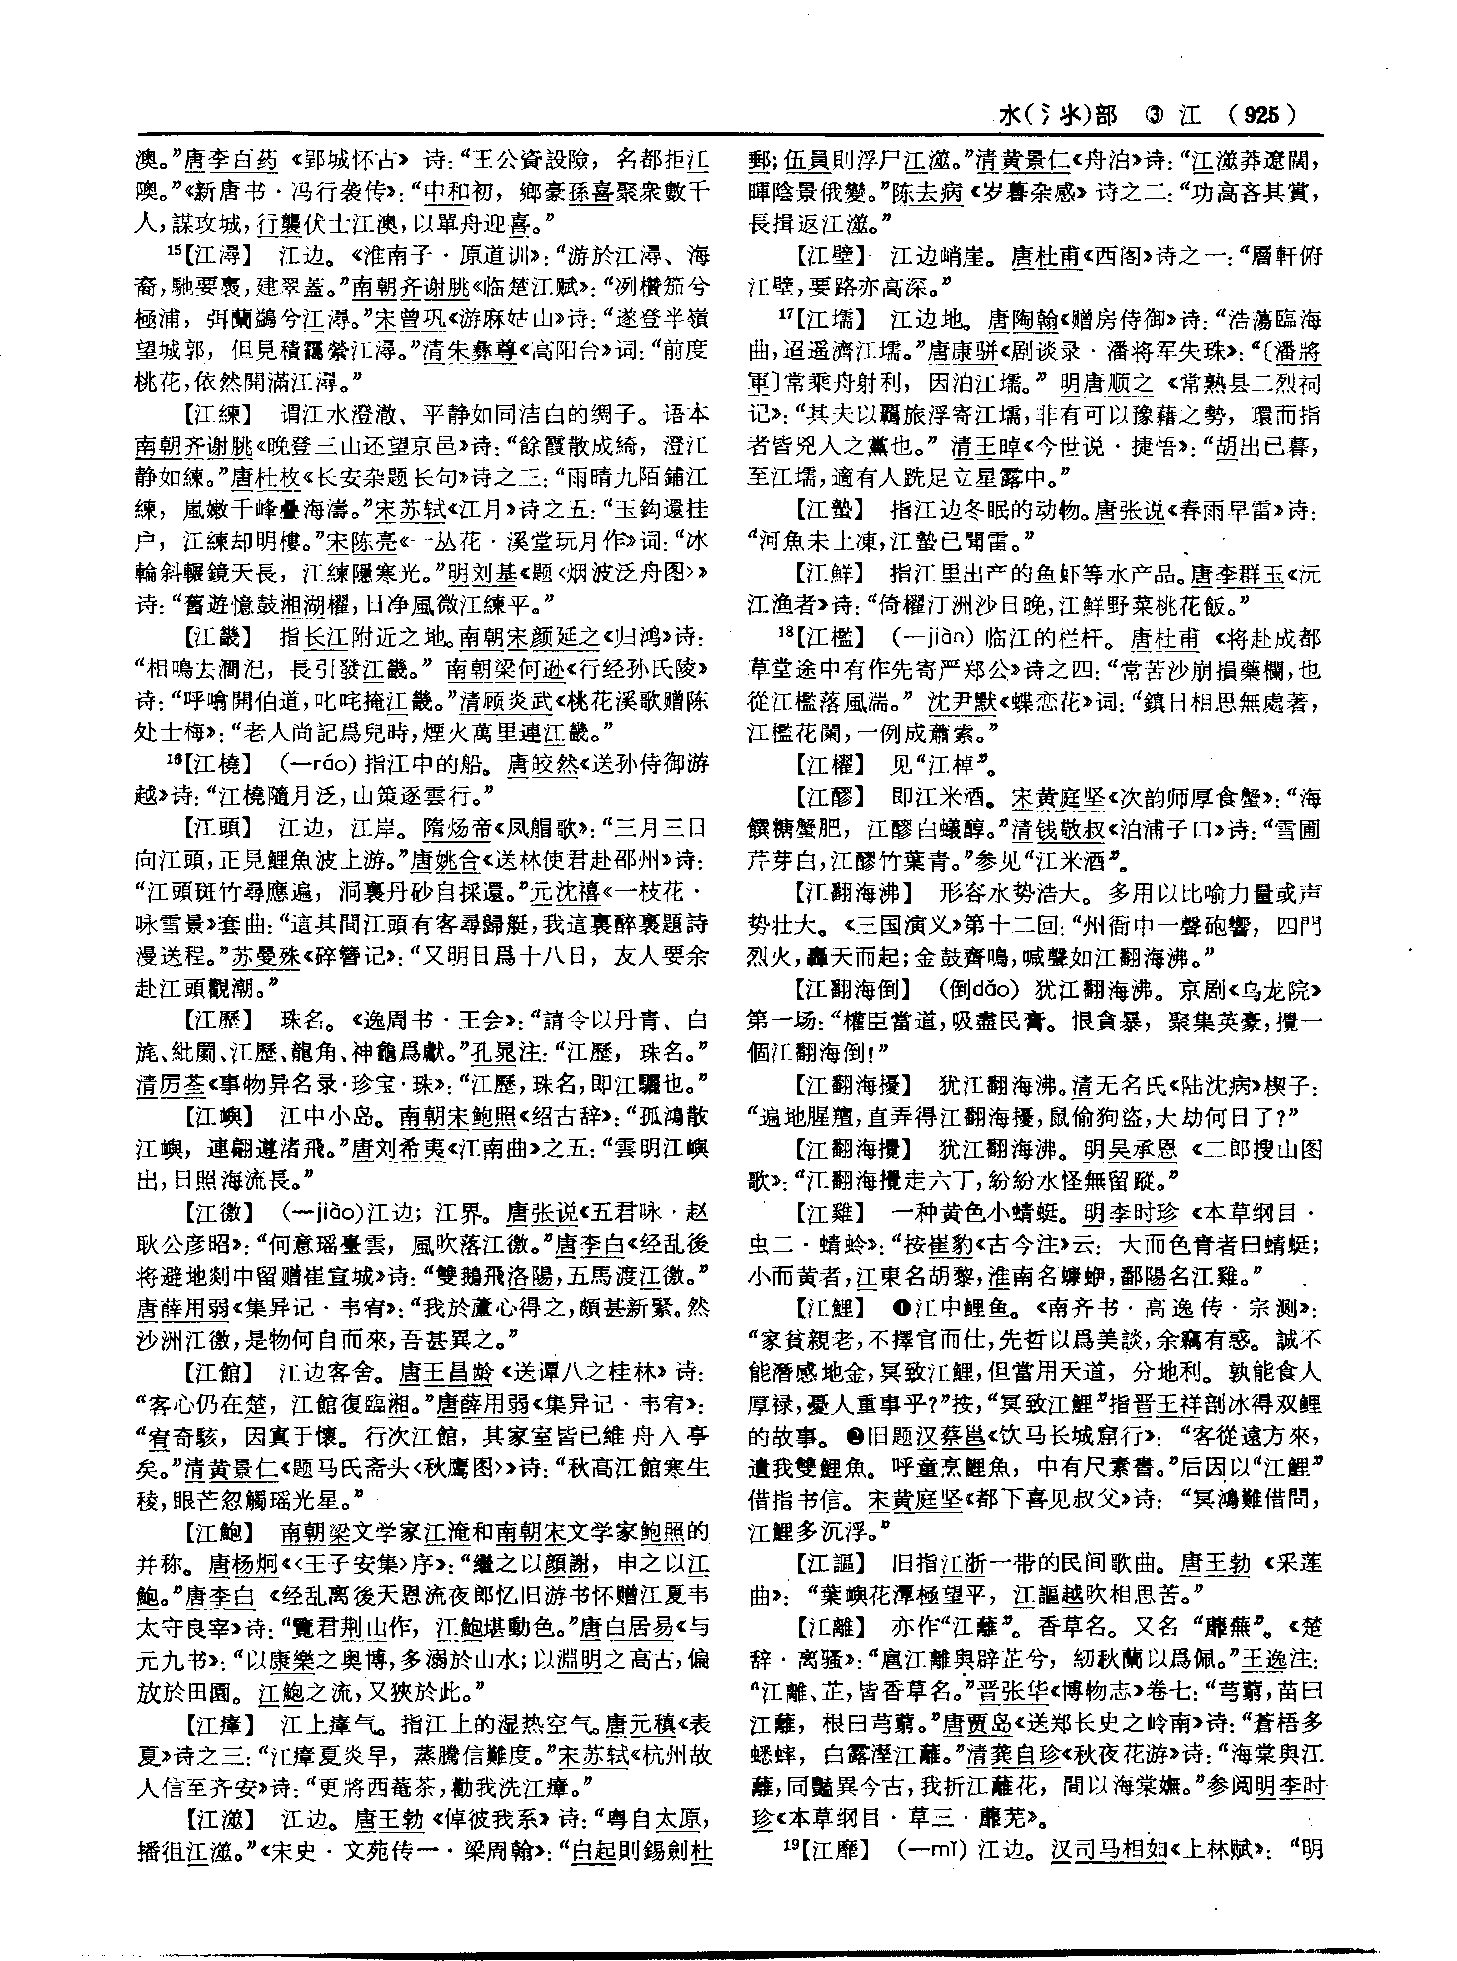 水(氵氺)部 ③ 江 (925)
澳。”唐李百药《郢城怀古》诗:“王公資設險，名都拒江
隩。”《新唐书·冯行袭传》:“中和初，鄉豪孫喜聚衆數千
人,謀攻城,行襲伏士江澳,以單舟迎喜。”
15【江潯】 江边。《淮南子·原道训》:“游於江潯、海
裔,馳要褭,建翠蓋。”南朝齐谢朓《临楚江赋》:“冽櫕笳兮
極浦，弭蘭鷁兮江潯。”宋曾巩《游麻姑山》诗:“遂登半嶺
望城郭，但見積靄縈江潯。”清朱彝尊《高阳台》词:“前度
桃花,依然開滿江潯。”
【江練】 谓江水澄澈、平静如同洁白的绸子。语本
南朝齐谢朓《晚登三山还望京邑》诗:“餘霞散成綺，澄江
静如練。”唐杜牧《长安杂题长句》诗之二:“雨晴九陌鋪江
練，嵐嫩千峰疊海濤。”宋苏轼《江月》诗之五:“玉鈎還挂
户，江練却明樓。”宋陈亮《一丛花·溪堂玩月作》词:“冰
輪斜輾鏡天長，江練隱寒光。”明刘基《题〈烟波泛舟图〉》
诗:“舊遊憶鼓湘湖櫂,日净風微江練平。”
【江畿】 指长江附近之地。南朝宋颜延之《归鸿》诗:
“相鳴去澗汜，長引發江畿。”南朝梁何逊《行经孙氏陵》
诗:“呼噏開伯道,叱咤掩江畿。”清顾炎武《桃花溪歌赠陈
处士梅》:“老人尚記爲兒時,煙火萬里連江畿。”
16【江橈】 (—ráo)指江中的船。唐皎然《送孙侍御游
越》诗:“江橈隨月泛,山策逐雲行。”
【江頭】 江边，江岸。隋炀帝《凤艒歌》:“三月三日
向江頭,正見鯉魚波上游。”唐姚合《送林使君赴邵州》诗:
“江頭斑竹尋應遍，洞裏丹砂自採還。”元沈禧《一枝花·
咏雪景》套曲:“這其間江頭有客尋歸艇,我這裏醉裏題詩
漫送程。”苏曼殊《碎簪记》:“又明日爲十八日，友人要余
赴江頭觀潮。”
【江歷】 珠名。《逸周书·王会》:“請令以丹青、白
旄、紕罽、江歷、龍角、神龜爲獻。”孔晁注:“江歷，珠名。”
清厉荃《事物异名录·珍宝·珠》:“江歷,珠名,即江驪也。”
【江嶼】 江中小岛。南朝宋鲍照《绍古辞》:“孤鴻散
江嶼，連翩遵渚飛。”唐刘希夷《江南曲》之五:“雲明江嶼
出,日照海流長。”
【江徼】 (—jiào)江边；江界。唐张说《五君咏·赵
耿公彦昭》:“何意瑶臺雲，風吹落江徼。”唐李白《经乱後
将避地剡中留赠崔宣城》诗:“雙鵝飛洛陽,五馬渡江徼。”
唐薛用弱《集异记·韦宥》:“我於蘆心得之,頗甚新緊。然
沙洲江徼,是物何自而來,吾甚異之。”
【江館】 江边客舍。唐王昌龄《送谭八之桂林》诗:
“客心仍在楚，江館復臨湘。”唐薛用弱《集异记·韦宥》:
“宥奇駭，因寘于懷。行次江館，其家室皆已維舟入亭
矣。”清黄景仁《题马氏斋头〈秋鹰图〉》诗:“秋高江館寒生
稜,眼芒忽觸瑶光星。”
【江鮑】 南朝梁文学家江淹和南朝宋文学家鲍照的
并称。唐杨炯《〈王子安集〉序》:“繼之以顔謝，申之以江
鮑。”唐李白《经乱离後天恩流夜郎忆旧游书怀赠江夏韦
太守良宰》诗:“覽君荆山作，江鮑堪動色。”唐白居易《与
元九书》:“以康樂之奥博,多溺於山水;以淵明之高古,偏
放於田園。江鮑之流,又狹於此。”
【江瘴】 江上瘴气。指江上的湿热空气。唐元稹《表
夏》诗之三:“江瘴夏炎早，蒸騰信難度。”宋苏轼《杭州故
人信至齐安》诗:“更將西菴茶,勸我洗江瘴。”
【江澨】 江边。唐王勃《倬彼我系》诗:“粤自太原，
播徂江澨。”《宋史·文苑传一·梁周翰》:“白起則錫劍杜
郵;伍員則浮尸江澨。”清黄景仁《舟泊》诗:“江澨莽遼闊，
暉陰景俄變。”陈去病《岁暮杂感》诗之二:“功高吝其賞，
長揖返江澨。”
【江壁】 江边峭崖。唐杜甫《西阁》诗之一:“層軒俯
江壁,要路亦高深。”
17【江壖】 江边地。唐陶翰《赠房侍御》诗:“浩蕩臨海
曲,迢遥濟江壖。”唐康骈《剧谈录·潘将军失珠》:“〔潘將
軍〕常乘舟射利，因泊江壖。”明唐顺之《常熟县二烈祠
记》:“其夫以羈旅浮寄江壖,非有可以豫藉之勢，環而指
者皆兇人之黨也。”清王晫《今世说·捷悟》:“胡出已暮，
至江壖,適有人跣足立星露中。”
【江蟄】 指江边冬眠的动物。唐张说《春雨早雷》诗:
“河魚未上凍,江蟄已聞雷。”
【江鮮】 指江里出产的鱼虾等水产品。唐李群玉《沅
江渔者》诗:“倚櫂汀洲沙日晚,江鮮野菜桃花飯。”
18【江檻】 (—jiàn)临江的栏杆。唐杜甫《将赴成都
草堂途中有作先寄严郑公》诗之四:“常苦沙崩損藥欄,也
從江檻落風湍。”沈尹默《蝶恋花》词:“鎮日相思無處著，
江檻花闌,一例成蕭索。”
【江櫂】 见“江棹”。
【江醪】 即江米酒。宋黄庭坚《次韵师厚食蟹》:“海
饌糖蟹肥，江醪白蟻醇。”清钱敬叔《泊浦子口》诗:“雪圃
芹芽白,江醪竹葉青。”参见“江米酒”。
【江翻海沸】 形容水势浩大。多用以比喻力量或声
势壮大。《三国演义》第十二回:“州衙中一聲砲響，四門
烈火,轟天而起;金鼓齊鳴,喊聲如江翻海沸。”
【江翻海倒】 (倒dǎo)犹江翻海沸。京剧《乌龙院》
第一场:“權臣當道,吸盡民膏。恨貪暴，聚集英豪,攪一
個江翻海倒!”
【江翻海擾】 犹江翻海沸。清无名氏《陆沈病》楔子:
“遍地腥羶,直弄得江翻海擾,鼠偷狗盗,大劫何日了?”
【江翻海攪】 犹江翻海沸。明吴承恩《二郎搜山图
歌》:“江翻海攪走六丁,紛紛水怪無留蹤。”
【江雞】 一种黄色小蜻蜓。明李时珍《本草纲目·
虫二·蜻蛉》:“按崔豹《古今注》云：大而色青者曰蜻蜓；
小而黄者,江東名胡黎,淮南名蠊蛜,鄱陽名江雞。”
【江鯉】 ❶江中鲤鱼。《南齐书·高逸传·宗测》:
“家貧親老,不擇官而仕,先哲以爲美談,余竊有惑。誠不
能潛感地金,冥致江鯉,但當用天道，分地利。孰能食人
厚禄,憂人重事乎?”按,“冥致江鯉”指晋王祥剖冰得双鲤
的故事。❷旧题汉蔡邕《饮马长城窟行》：“客從遠方來，
遺我雙鯉魚。呼童烹鯉魚，中有尺素書。”后因以“江鯉”
借指书信。宋黄庭坚《都下喜见叔父》诗：“冥鴻難借問，
江鯉多沉浮。”
【江謳】 旧指江浙一带的民间歌曲。唐王勃《采莲
曲》：“葉嶼花潭極望平，江謳越吹相思苦。”
【江離】 亦作“江蘺”。香草名。又名“蘼蕪”。《楚
辞·离骚》:“扈江離與辟芷兮，紉秋蘭以爲佩。”王逸注:
“江離、芷,皆香草名。”晋张华《博物志》卷七:“芎藭,苗曰
江蘺，根曰芎藭。”唐贾岛《送郑长史之岭南》诗:“蒼梧多
蟋蟀，白露溼江蘺。”清龚自珍《秋夜花游》诗:“海棠與江
蘺,同豔異今古,我折江蘺花，間以海棠嫵。”参阅明李时
珍《本草纲目·草三·蘼芜》。
19【江靡】 (—mǐ)江边。汉司马相如《上林赋》：“明